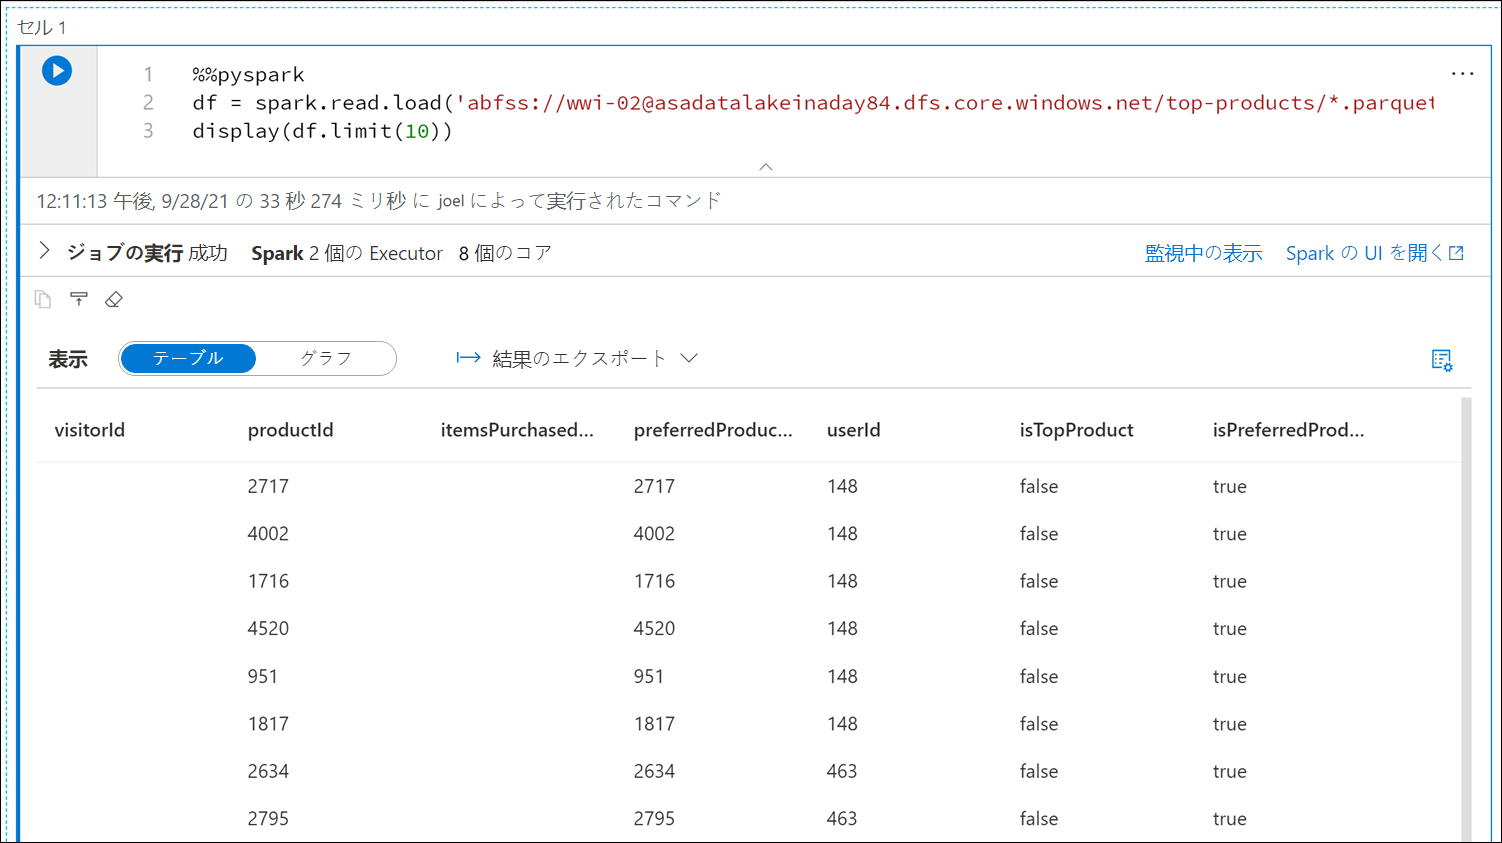 セル 1
1 %%pyspark
2 df = spark.read.load('abfss://wwi-02@asadatalakeinaday84.dfs.core.windows.net/top-products/*.parquet
3 display(df.limit(10))
12:11:13 午後, 9/28/21 の 33 秒 274 ミリ秒 に joel によって実行されたコマンド
ジョブの実行 成功 Spark 2 個の Executor 8 個のコア 監視中の表示 Spark の UI を開く
表示 テーブル グラフ 結果のエクスポート
visitorId productId itemsPurchased... preferredProduc... userId isTopProduct isPreferredProd...
2717 2717 148 false true
4002 4002 148 false true
1716 1716 148 false true
4520 4520 148 false true
951 951 148 false true
1817 1817 148 false true
2634 2634 463 false true
2795 2795 463 false true